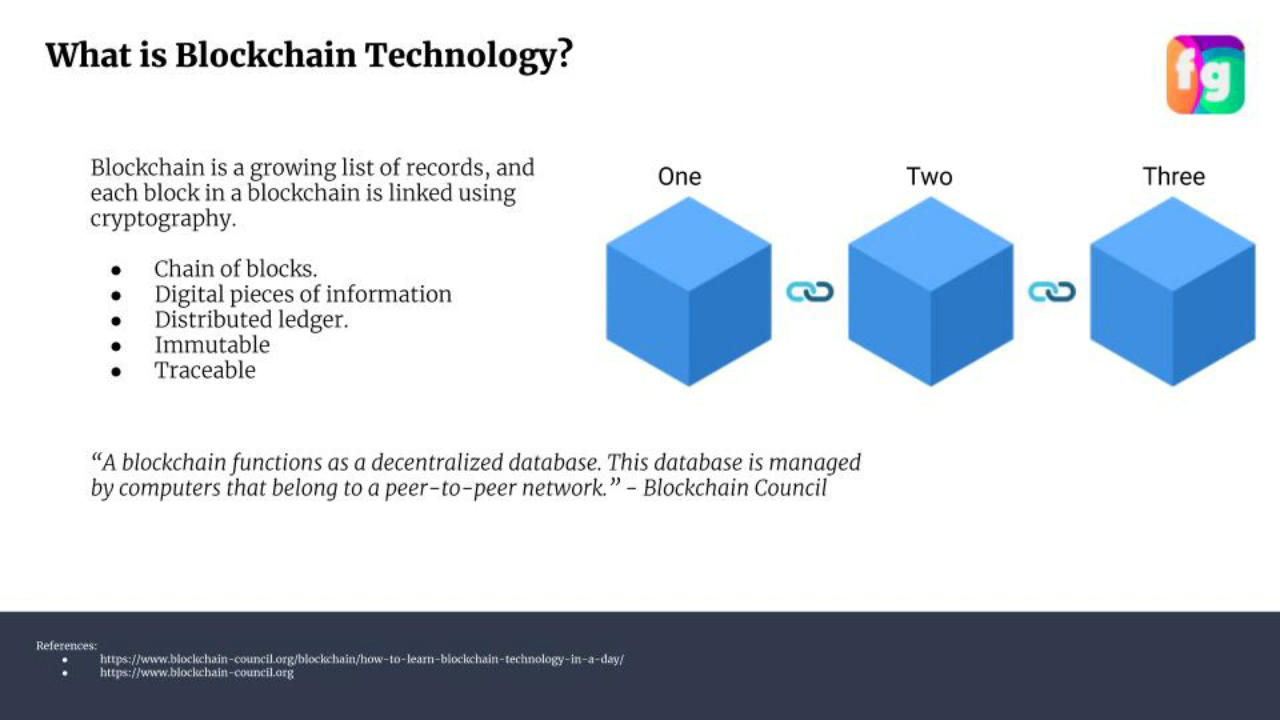 What is Blockchain Technology?
fg
Blockchain is a growing list of records, and
each block in a blockchain is linked using
cryptography.
● Chain of blocks.
● Digital pieces of information
● Distributed ledger.
● Immutable
● Traceable
One
Two
Three
“A blockchain functions as a decentralized database. This database is managed
by computers that belong to a peer-to-peer network.” - Blockchain Council
References:
● https://www.blockchain-council.org/blockchain/how-to-learn-blockchain-technology-in-a-day/
● https://www.blockchain-council.org